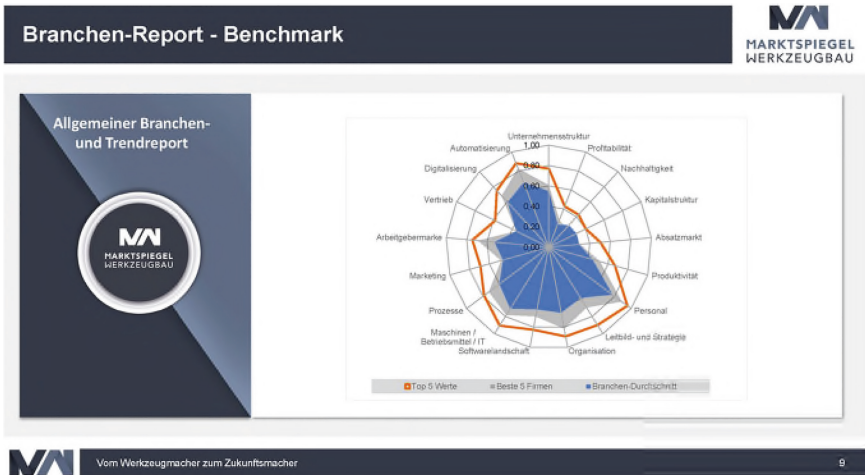 Branchen-Report - Benchmark
MARKTSPIEGEL
WERKZEUGBAU
Allgemeiner Branchen-
und Trendreport
MARKTSPIEGEL
WERKZEUGBAU
Unternehmensstruktur
Profitabilität
Nachhaltigkeit
Kapitalstruktur
Absatzmarkt
Produktivität
Personal
Leitbild- und Strategie
Organisation
Softwarelandschaft
Maschinen /
Betriebsmittel / IT
Prozesse
Marketing
Arbeitgebermarke
Vertrieb
Digitalisierung
Automatisierung
1,00
0,80
0,60
0,40
0,20
0,00
Top 5 Werte
Beste 5 Firmen
Branchen-Durchschnitt
Vom Werkzeugmacher zum Zukunftsmacher
9